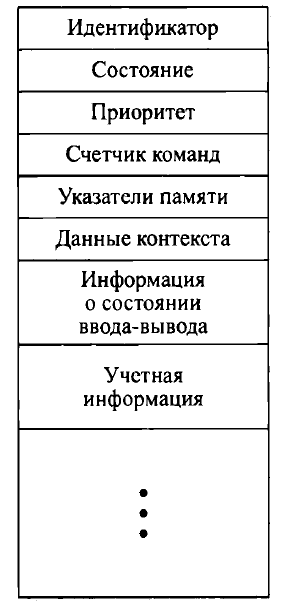 Идентификатор
Состояние
Приоритет
Счетчик команд
Указатели памяти
Данные контекста
Информация
о состоянии
ввода-вывода
Учетная
информация